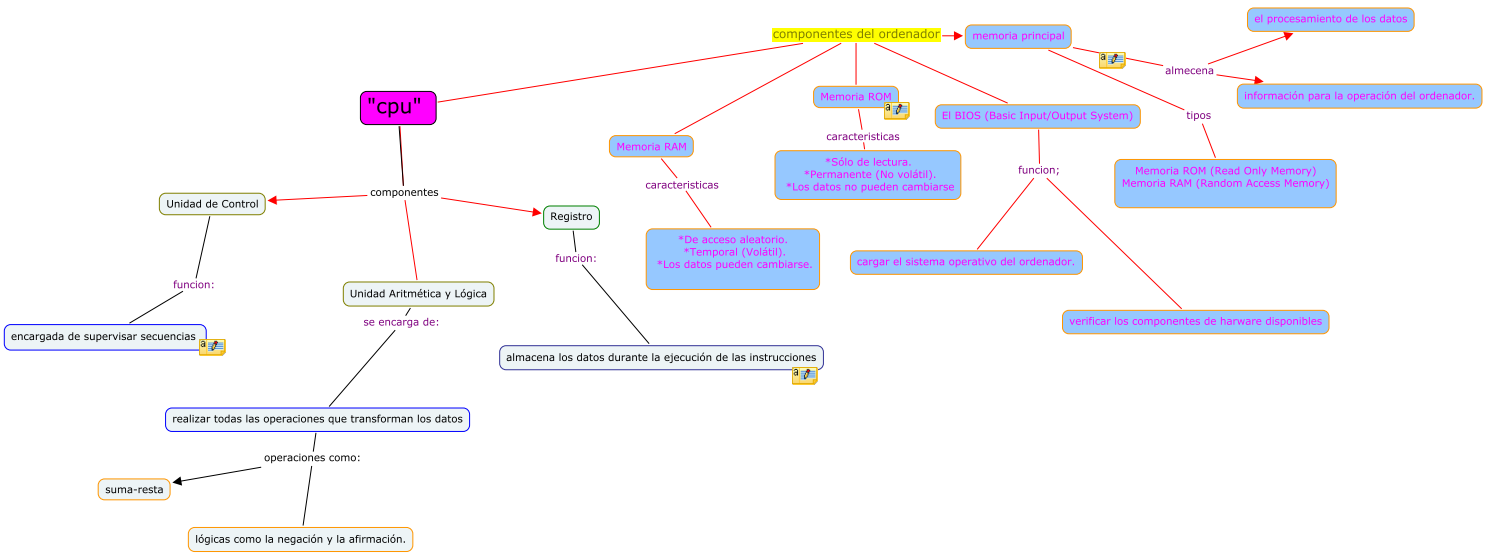 componentes del ordenador
memoria principal
el procesamiento de los datos
almecena
información para la operación del ordenador.
tipos
Memoria ROM (Read Only Memory)
Memoria RAM (Random Access Memory)
"cpu"
Memoria ROM
caracteristicas
*Sólo de lectura.
*Permanente (No volátil).
*Los datos no pueden cambiarse
El BIOS (Basic Input/Output System)
funcion;
cargar el sistema operativo del ordenador.
verificar los componentes de harware disponibles
Memoria RAM
caracteristicas
*De acceso aleatorio.
*Temporal (Volátil).
*Los datos pueden cambiarse.
componentes
Unidad de Control
funcion:
encargada de supervisar secuencias
Unidad Aritmética y Lógica
se encarga de:
realizar todas las operaciones que transforman los datos
operaciones como:
suma-resta
lógicas como la negación y la afirmación.
Registro
funcion:
almacena los datos durante la ejecución de las instrucciones
a
a
a
a